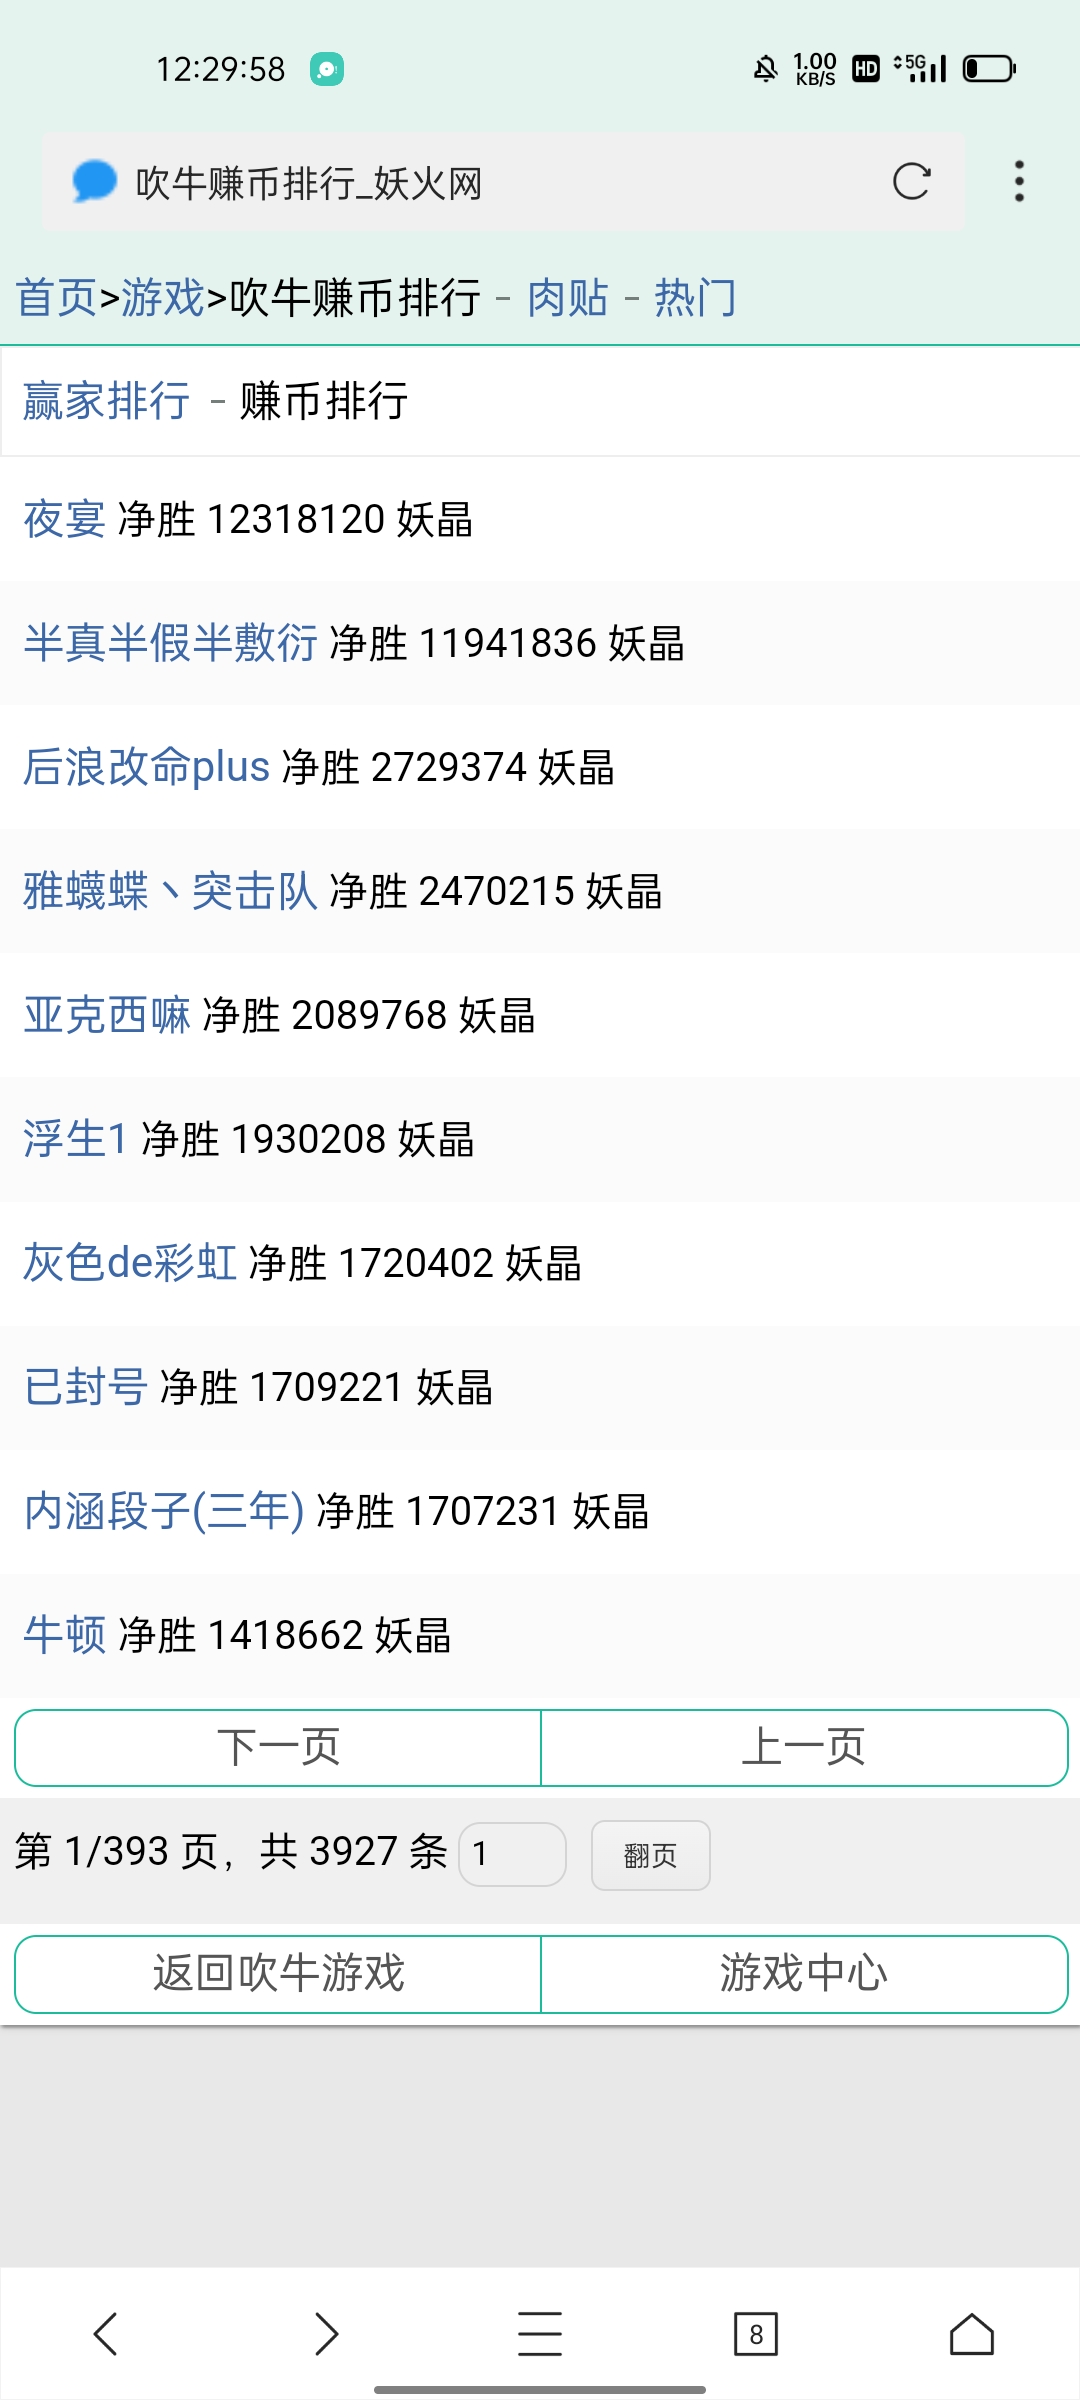 12:29:58
1.00 KB/S HD 5G
吹牛赚币排行_妖火网
首页>游戏>吹牛赚币排行 - 肉贴 - 热门
赢家排行 - 赚币排行
夜宴 净胜 12318120 妖晶
半真半假半敷衍 净胜 11941836 妖晶
后浪改命plus 净胜 2729374 妖晶
雅蠛蝶丶突击队 净胜 2470215 妖晶
亚克西嘛 净胜 2089768 妖晶
浮生1 净胜 1930208 妖晶
灰色de彩虹 净胜 1720402 妖晶
已封号 净胜 1709221 妖晶
内涵段子(三年) 净胜 1707231 妖晶
牛顿 净胜 1418662 妖晶
下一页 上一页
第 1/393 页，共 3927 条 1 翻页
返回吹牛游戏 游戏中心
8